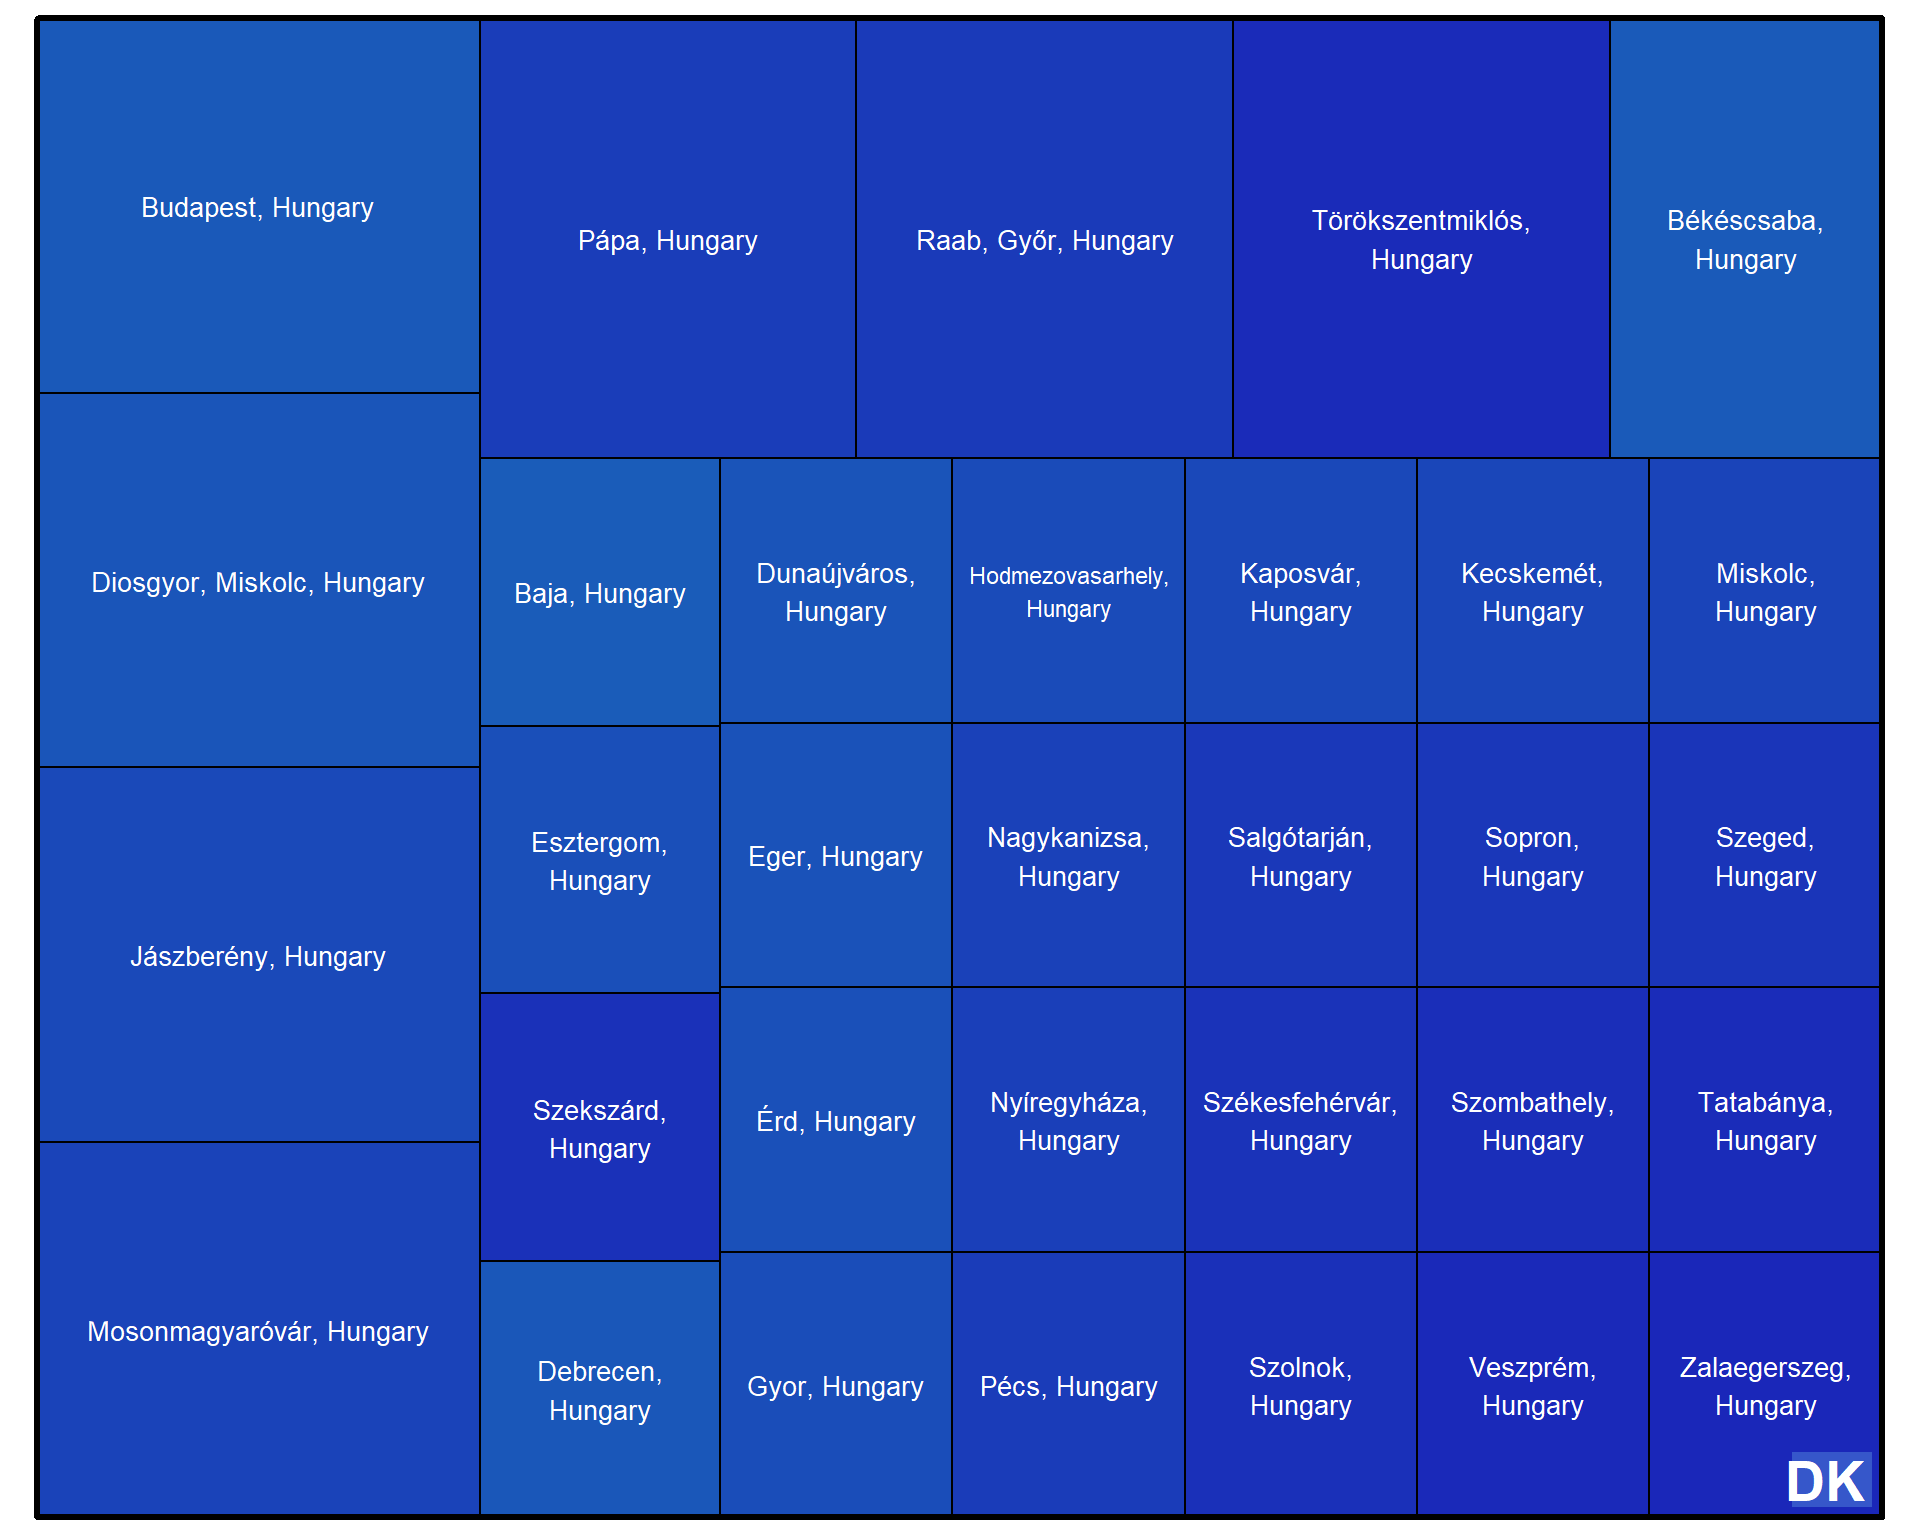 Budapest, Hungary
Pápa, Hungary
Raab, Győr, Hungary
Törökszentmiklós,
Hungary
Békéscsaba,
Hungary
Diosgyor, Miskolc, Hungary
Baja, Hungary
Dunaújváros,
Hungary
Hodmezovasarhely,
Hungary
Kaposvár,
Hungary
Kecskemét,
Hungary
Miskolc,
Hungary
Esztergom,
Hungary
Eger, Hungary
Nagykanizsa,
Hungary
Salgótarján,
Hungary
Sopron,
Hungary
Szeged,
Hungary
Jászberény, Hungary
Szekszárd,
Hungary
Érd, Hungary
Nyíregyháza,
Hungary
Székesfehérvár,
Hungary
Szombathely,
Hungary
Tatabánya,
Hungary
Mosonmagyaróvár, Hungary
Debrecen,
Hungary
Gyor, Hungary
Pécs, Hungary
Szolnok,
Hungary
Veszprém,
Hungary
Zalaegerszeg,
Hungary
DK